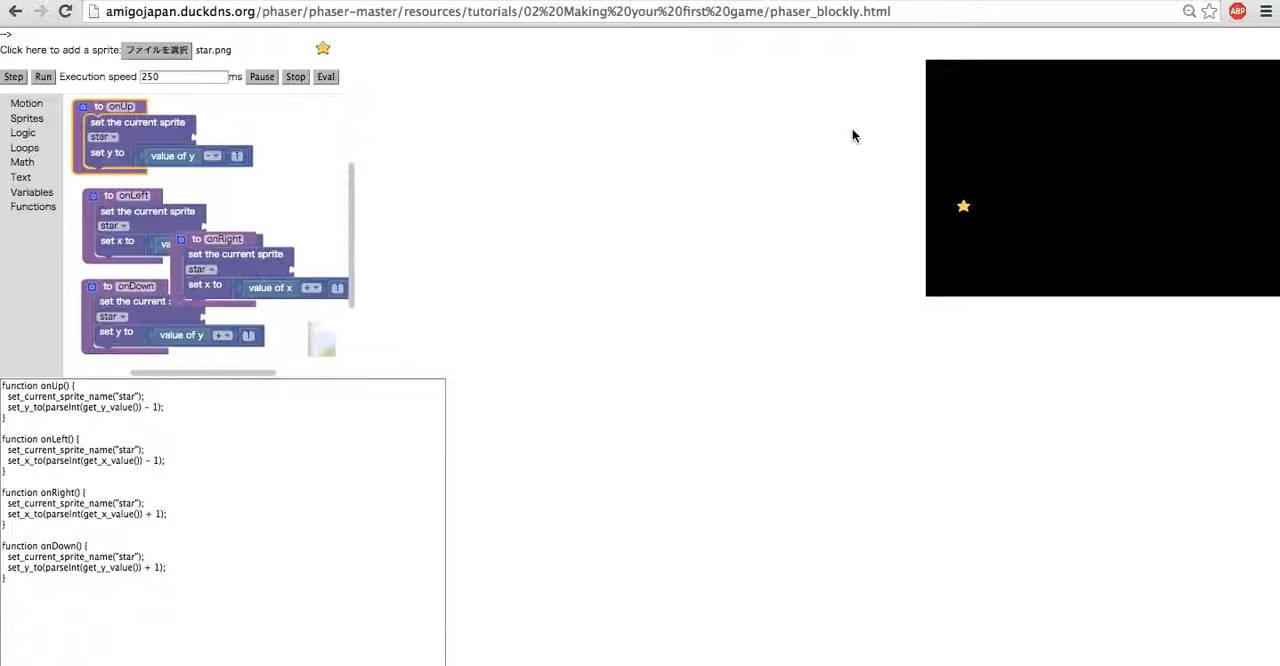 amigojapan.duckdns.org/phaser/phaser-master/resources/tutorials/02%20Making%20your%20first%20game/phaser_blockly.html
ABP
-->
Click here to add a sprite: ファイルを選択 star.png
Step Run Execution speed 250 ms Pause Stop Eval
Motion
Sprites
Logic
Loops
Math
Text
Variables
Functions
to onUp
set the current sprite
star
set y to value of y - 1
to onLeft
set the current sprite
star
set x to va
to onRight
set the current sprite
star
set x to value of x + 1
to onDown
set the current s
star
set y to value of y + 1
function onUp() {
set_current_sprite_name("star");
set_y_to(parseInt(get_y_value()) - 1);
}
function onLeft() {
set_current_sprite_name("star");
set_x_to(parseInt(get_x_value()) - 1);
}
function onRight() {
set_current_sprite_name("star");
set_x_to(parseInt(get_x_value()) + 1);
}
function onDown() {
set_current_sprite_name("star");
set_y_to(parseInt(get_y_value()) + 1);
}